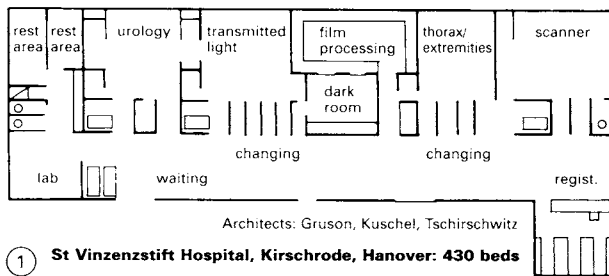 rest area
rest area
urology
transmitted light
film processing
thorax/ extremities
scanner
dark room
changing
changing
lab
waiting
regist.
Architects: Gruson, Kuschel, Tschirschwitz
1 St Vinzenzstift Hospital, Kirschrode, Hanover: 430 beds